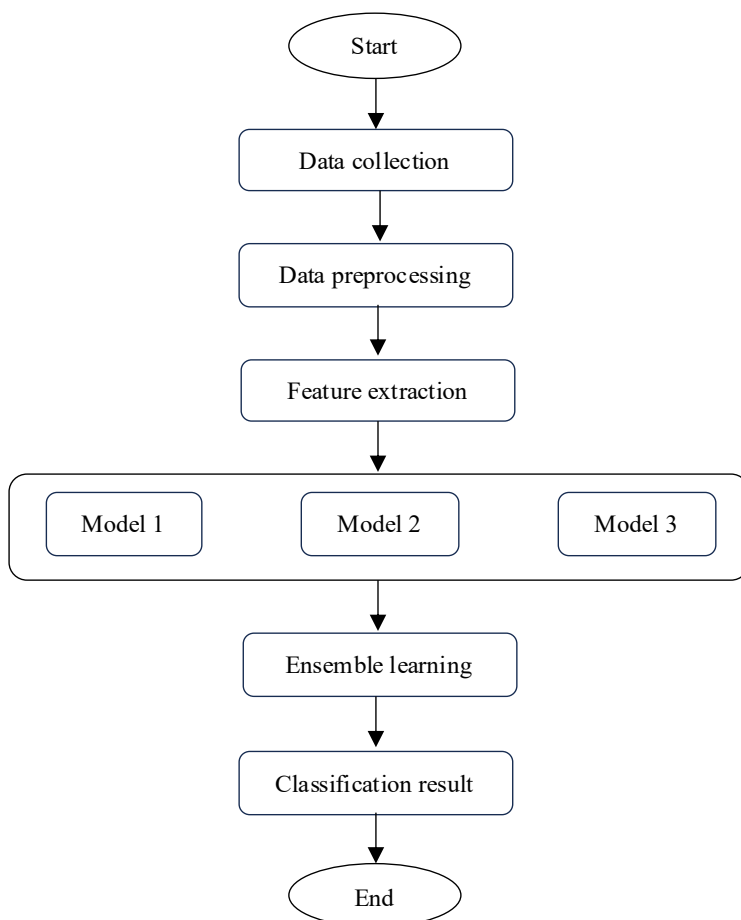 Start
Data collection
Data preprocessing
Feature extraction
Model 1
Model 2
Model 3
Ensemble learning
Classification result
End